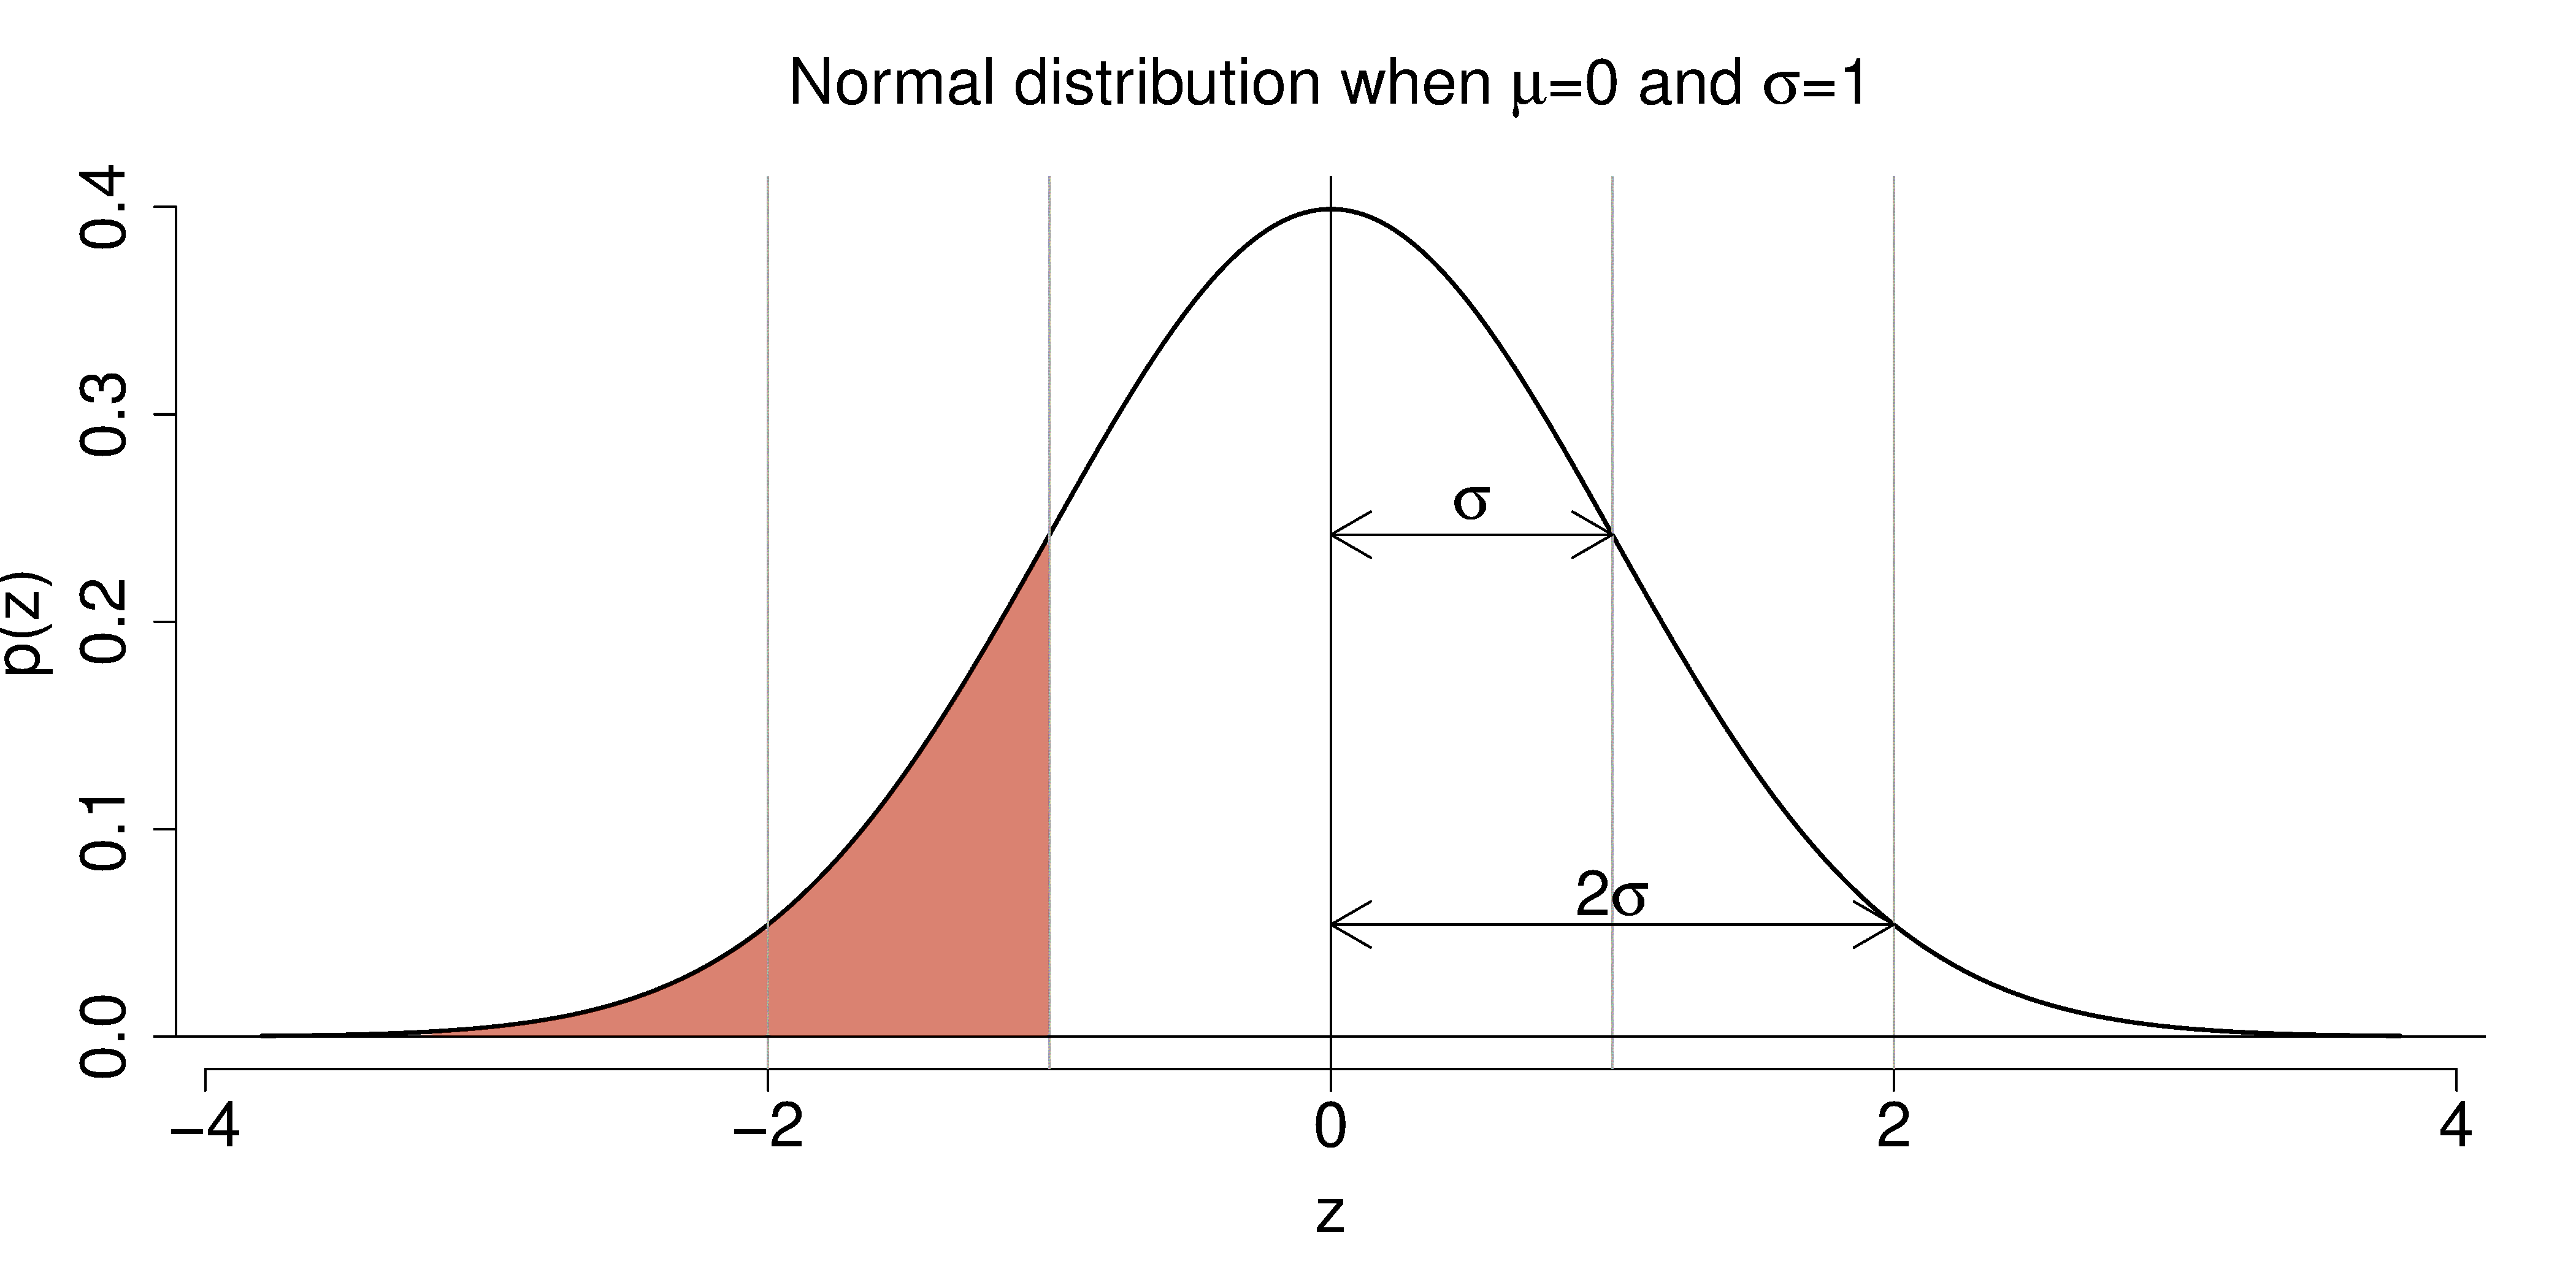 Normal distribution when μ=0 and σ=1
p(z)
0.4
0.3
0.2
0.1
0.0
σ
2σ
−4
−2
0
2
4
z